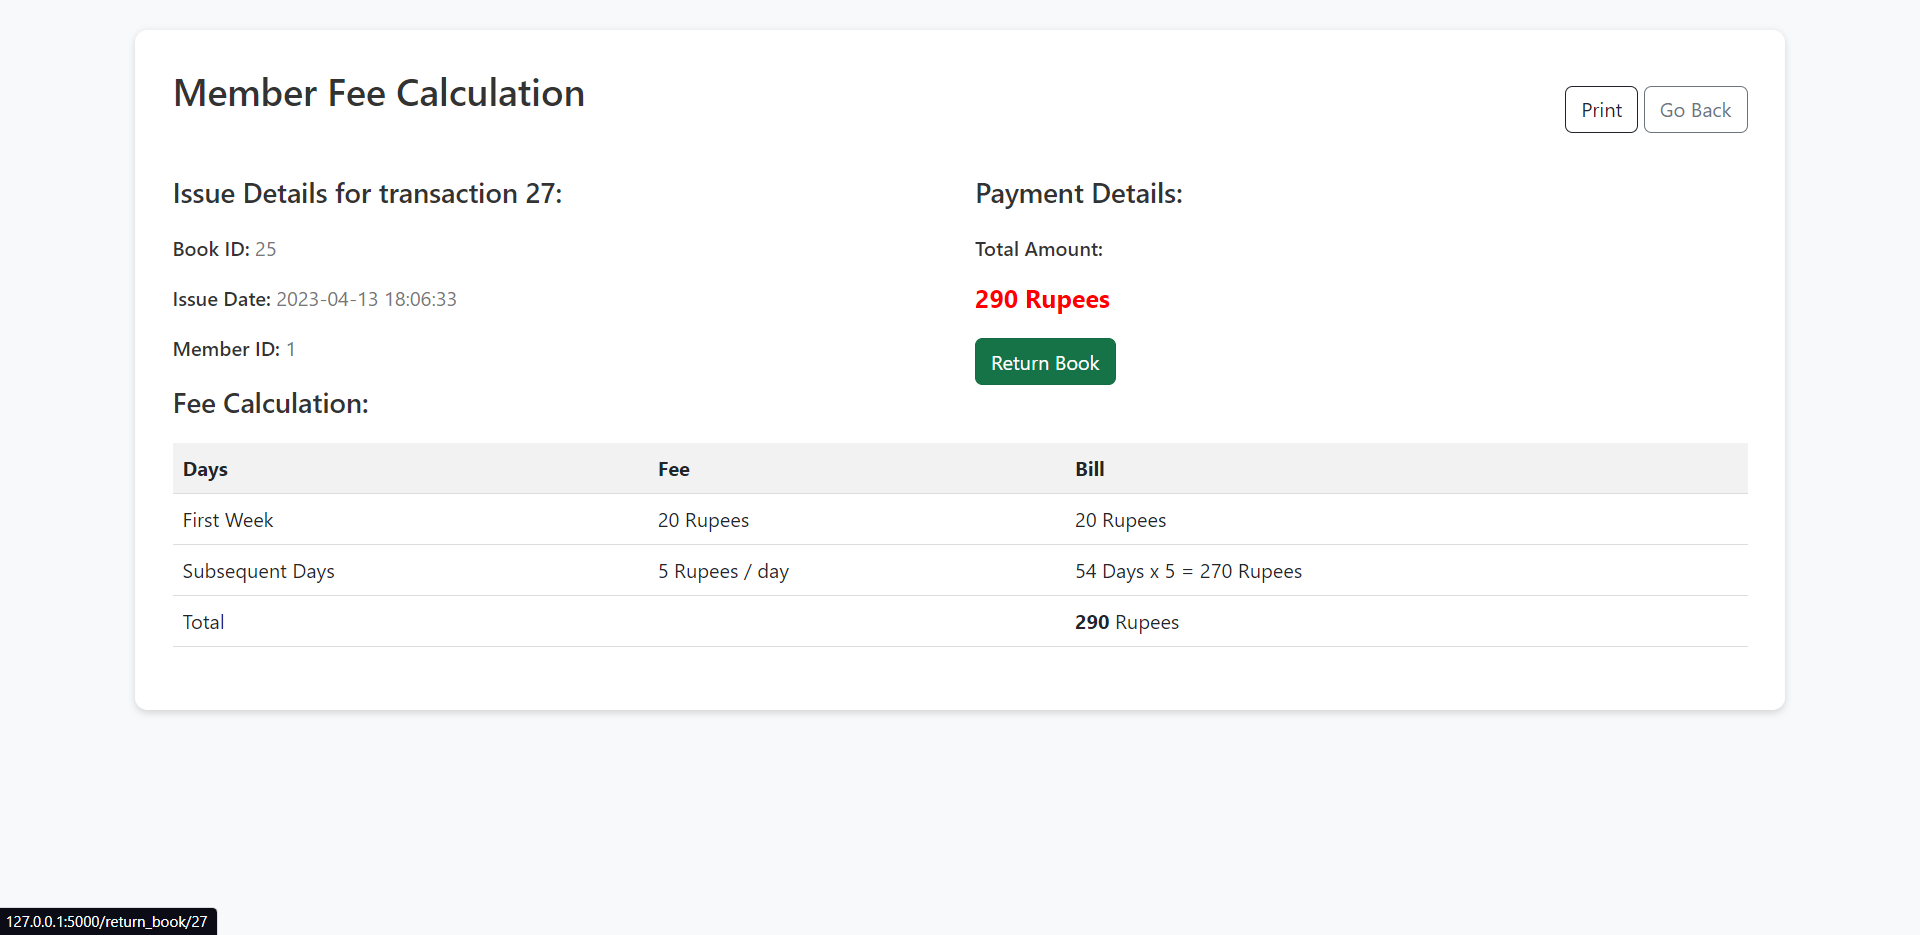 Member Fee Calculation
Print
Go Back
Issue Details for transaction 27:
Book ID: 25
Issue Date: 2023-04-13 18:06:33
Member ID: 1
Payment Details:
Total Amount:
290 Rupees
Return Book
Fee Calculation:
Days Fee Bill
First Week 20 Rupees 20 Rupees
Subsequent Days 5 Rupees / day 54 Days x 5 = 270 Rupees
Total 290 Rupees
127.0.0.1:5000/return_book/27